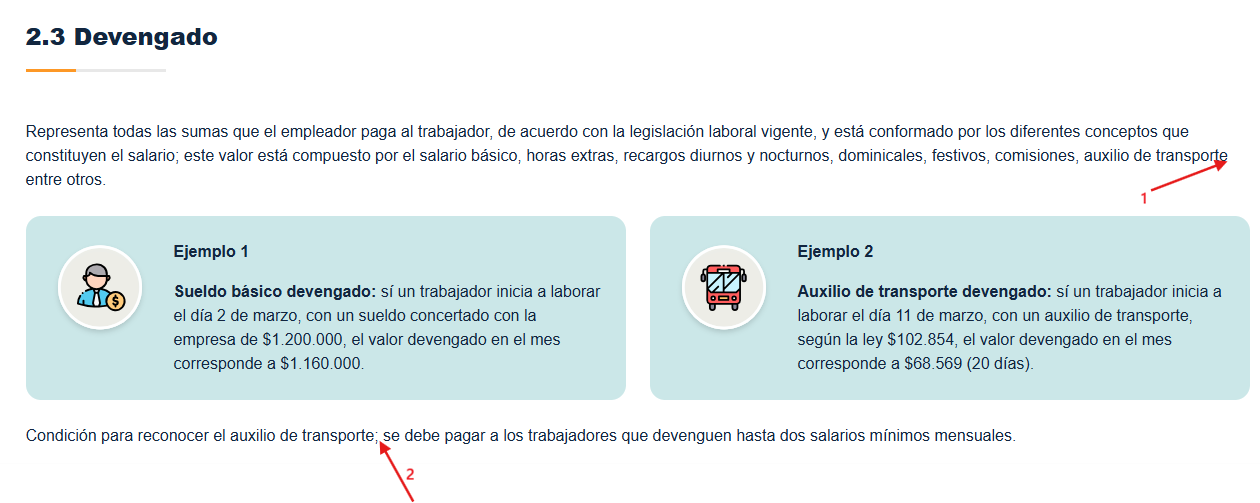 2.3 Devengado
Representa todas las sumas que el empleador paga al trabajador, de acuerdo con la legislación laboral vigente, y está conformado por los diferentes conceptos que
constituyen el salario; este valor está compuesto por el salario básico, horas extras, recargos diurnos y nocturnos, dominicales, festivos, comisiones, auxilio de transporte
entre otros.
1
Ejemplo 1
Sueldo básico devengado: sí un trabajador inicia a laborar
el día 2 de marzo, con un sueldo concertado con la
empresa de $1.200.000, el valor devengado en el mes
corresponde a $1.160.000.
Ejemplo 2
Auxilio de transporte devengado: sí un trabajador inicia a
laborar el día 11 de marzo, con un auxilio de transporte,
según la ley $102.854, el valor devengado en el mes
corresponde a $68.569 (20 días).
Condición para reconocer el auxilio de transporte; se debe pagar a los trabajadores que devenguen hasta dos salarios mínimos mensuales.
2